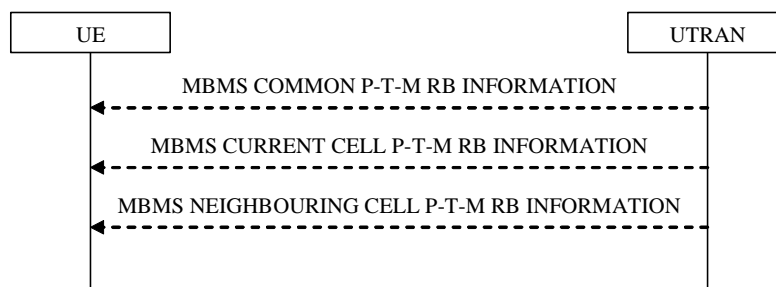 UE
UTRAN
MBMS COMMON P-T-M RB INFORMATION
MBMS CURRENT CELL P-T-M RB INFORMATION
MBMS NEIGHBOURING CELL P-T-M RB INFORMATION